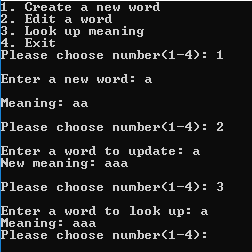 1. Create a new word
2. Edit a word
3. Look up meaning
4. Exit
Please choose number(1-4): 1
Enter a new word: a
Meaning: aa
Please choose number(1-4): 2
Enter a word to update: a
New meaning: aaa
Please choose number(1-4): 3
Enter a word to look up: a
Meaning: aaa
Please choose number(1-4):